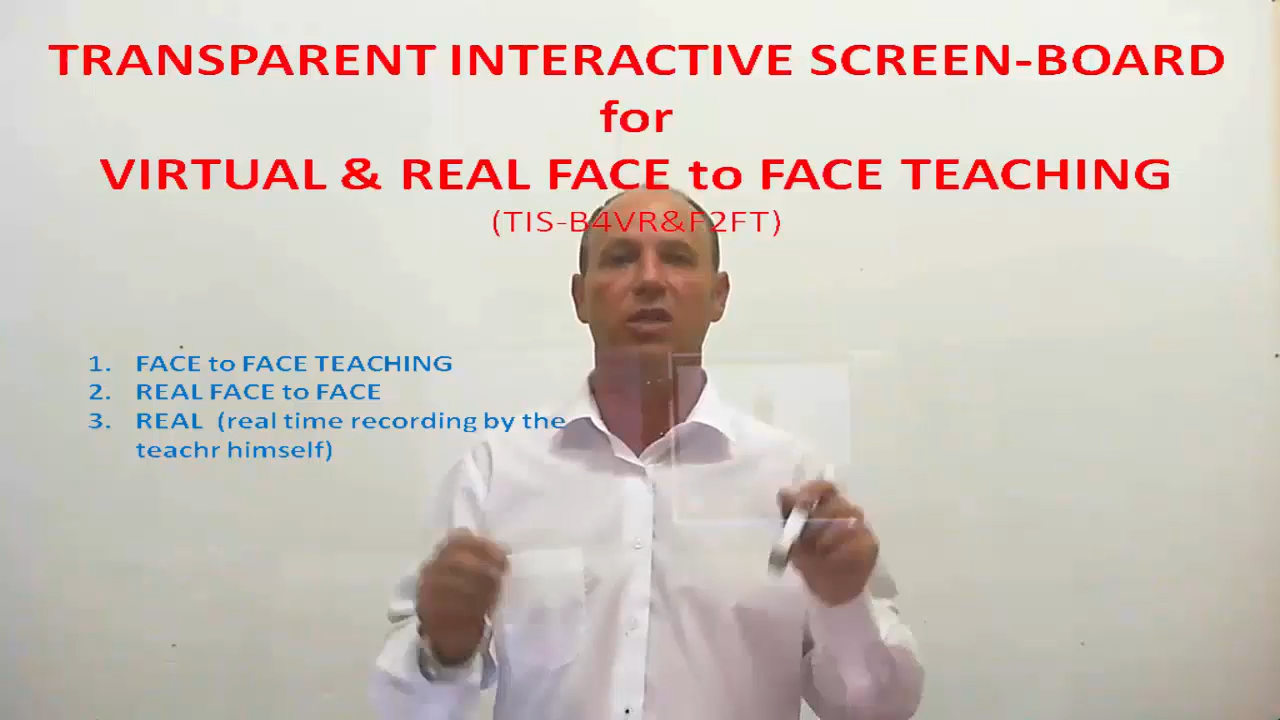 TRANSPARENT INTERACTIVE SCREEN-BOARD
for
VIRTUAL & REAL FACE to FACE TEACHING
(TIS-B4VR&F2FT)
1. FACE to FACE TEACHING
2. REAL FACE to FACE
3. REAL (real time recording by the
teachr himself)